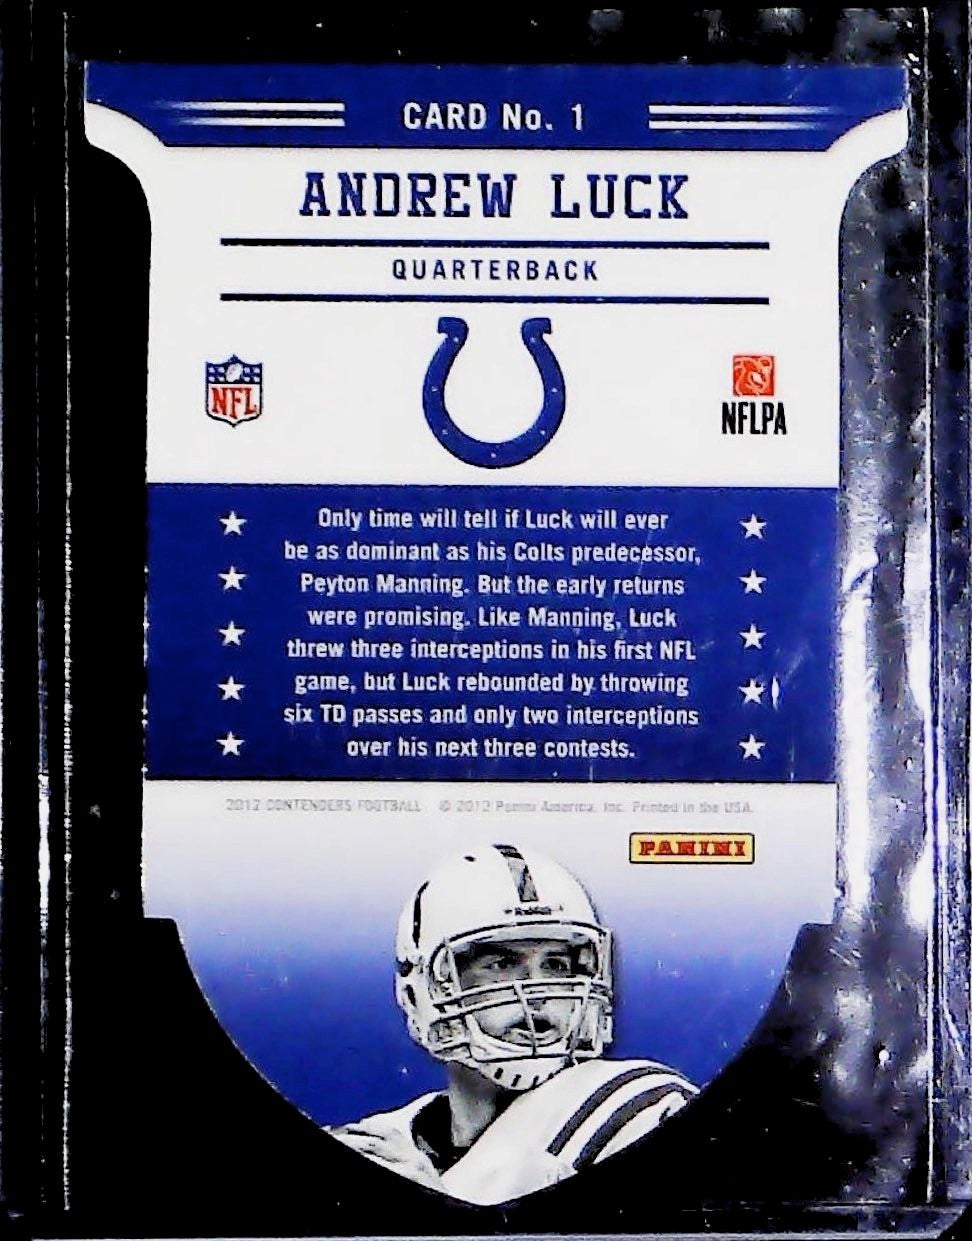 CARD No. 1
ANDREW LUCK
QUARTERBACK
NFL
NFLPA
Only time will tell if Luck will ever
be as dominant as his Colts predecessor,
Peyton Manning. But the early returns
were promising. Like Manning, Luck
threw three interceptions in his first NFL
game, but Luck rebounded by throwing
six TD passes and only two interceptions
over his next three contests.
2012 CONTENDERS FOOTBALL © 2012 Panini America, Inc. Printed in the USA.
PANINI
Riddell